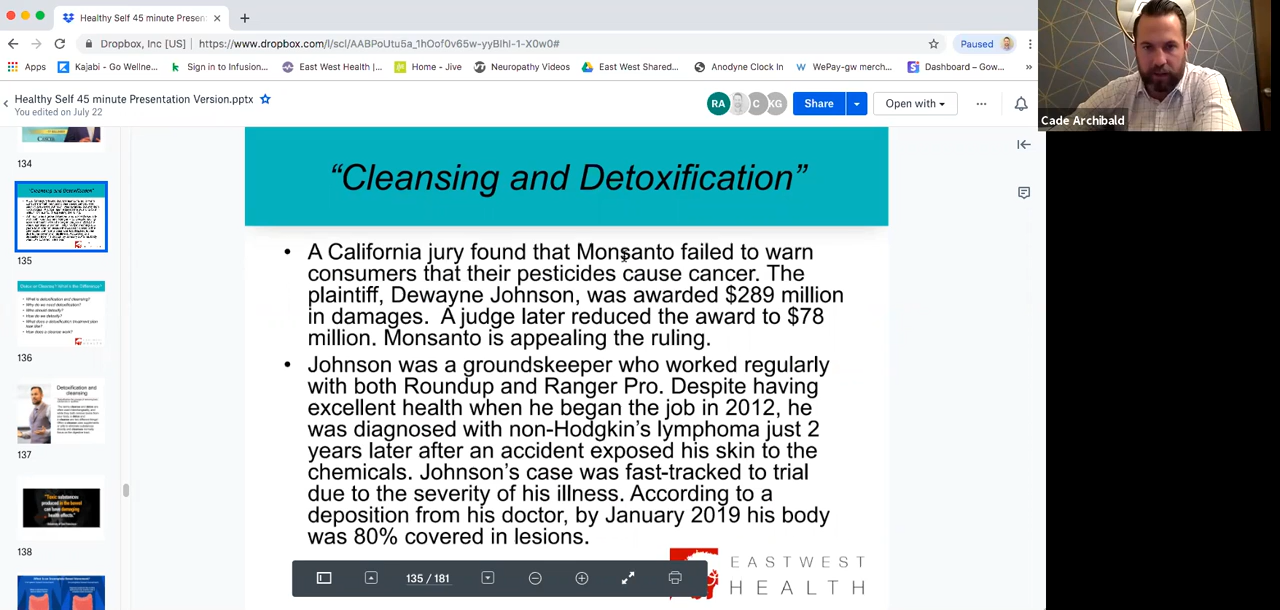 Healthy Self 45 minute Presen
Dropbox, Inc [US]
https://www.dropbox.com/l/scl/AABPoUtu5a_1hOof0v65w-yyBIhI-1-X0w0#
Paused
Apps
Kajabi - Go Wellne...
Sign in to Infusion...
East West Health |...
Home - Jive
Neuropathy Videos
East West Shared...
Anodyne Clock In
WePay-gw merch...
Dashboard – Gow...
»
Healthy Self 45 minute Presentation Version.pptx
You edited on July 22
RA
C
KG
Share
Open with
Cade Archibald
134
135
136
137
138
Detoxification and
cleansing
“Cleansing and Detoxification”
• A California jury found that Monsanto failed to warn
consumers that their pesticides cause cancer. The
plaintiff, Dewayne Johnson, was awarded $289 million
in damages. A judge later reduced the award to $78
million. Monsanto is appealing the ruling.
• Johnson was a groundskeeper who worked regularly
with both Roundup and Ranger Pro. Despite having
excellent health when he began the job in 2012, he
was diagnosed with non-Hodgkin’s lymphoma just 2
years later after an accident exposed his skin to the
chemicals. Johnson’s case was fast-tracked to trial
due to the severity of his illness. According to a
deposition from his doctor, by January 2019 his body
was 80% covered in lesions.
EASTWEST
HEALTH
135 / 181